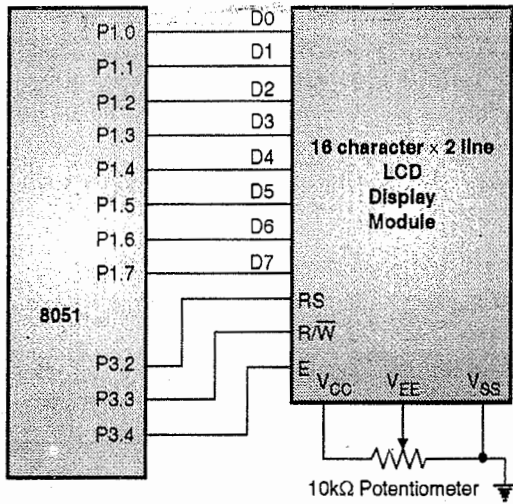 P1.0 D0
P1.1 D1
P1.2 D2
P1.3 D3
P1.4 D4
P1.5 D5
P1.6 D6
P1.7 D7
16 character × 2 line
LCD
Display
Module
8051
RS
R/W̅
E
P3.2
P3.3
P3.4
VCC VEE VSS
10kΩ Potentiometer